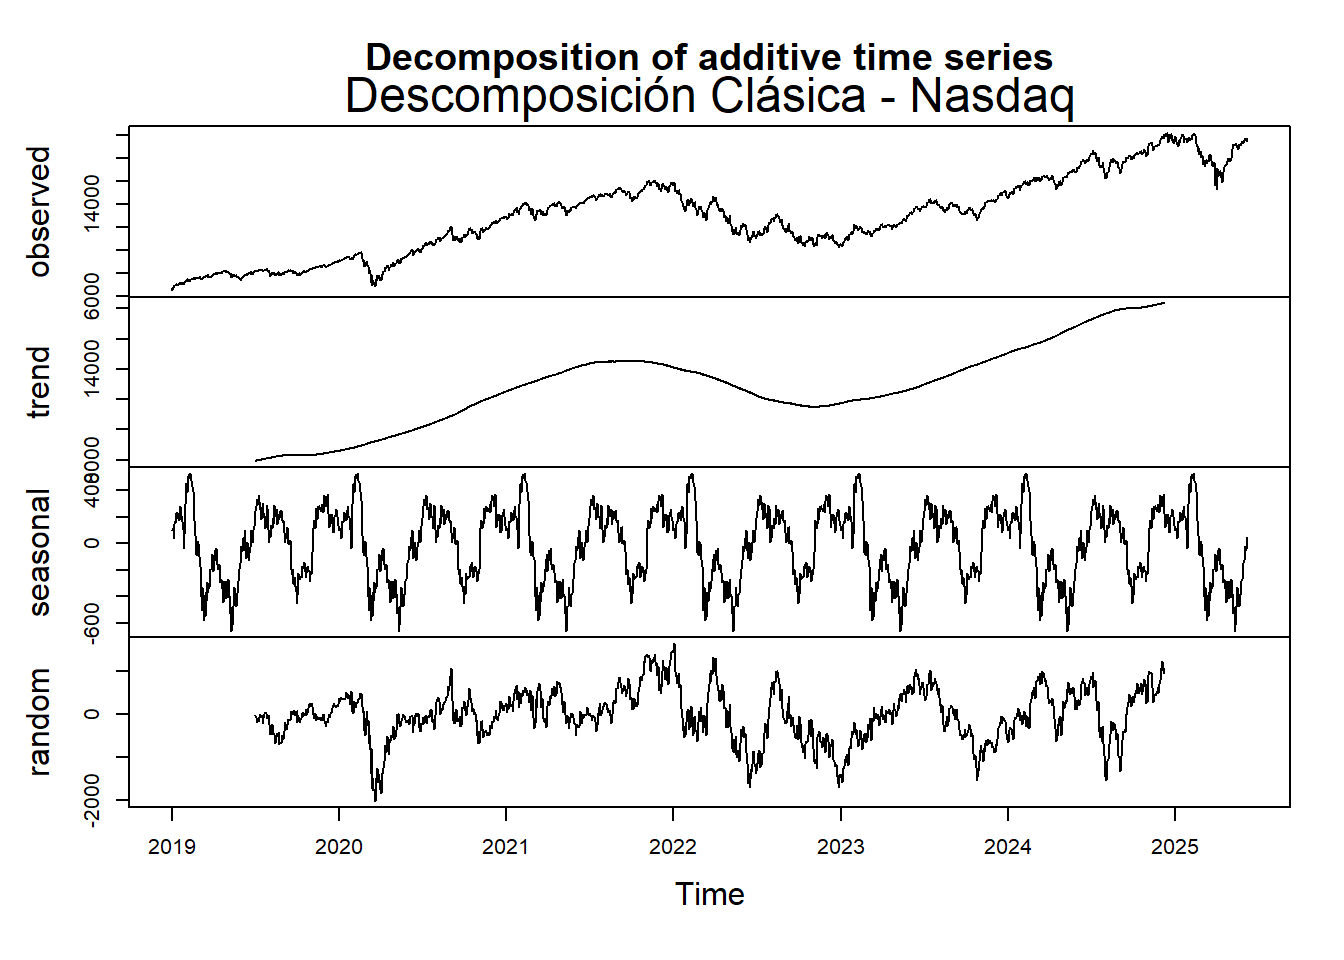 Decomposition of additive time series
Descomposición Clásica - Nasdaq
observed
14000
6000
trend
14000
8000
seasonal
400
0
-600
random
0
-2000
2019 2020 2021 2022 2023 2024 2025
Time